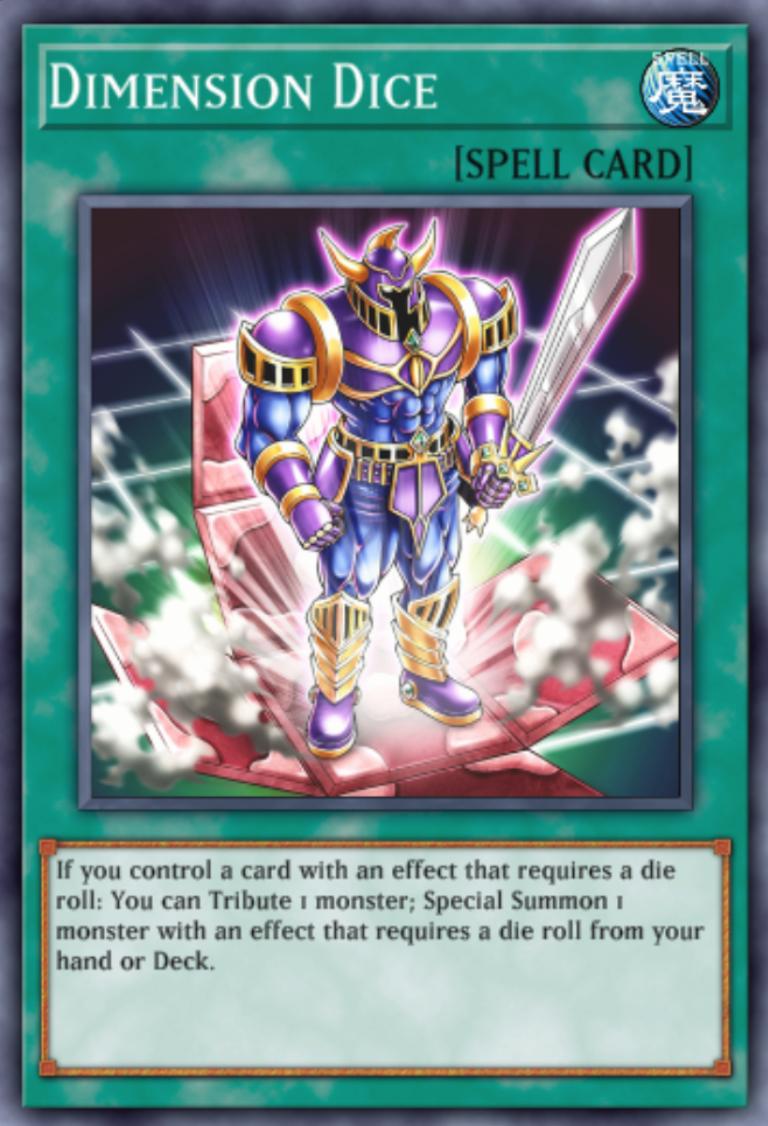 DIMENSION DICE
SPELL
魔
[SPELL CARD]
If you control a card with an effect that requires a die
roll: You can Tribute 1 monster; Special Summon 1
monster with an effect that requires a die roll from your
hand or Deck.